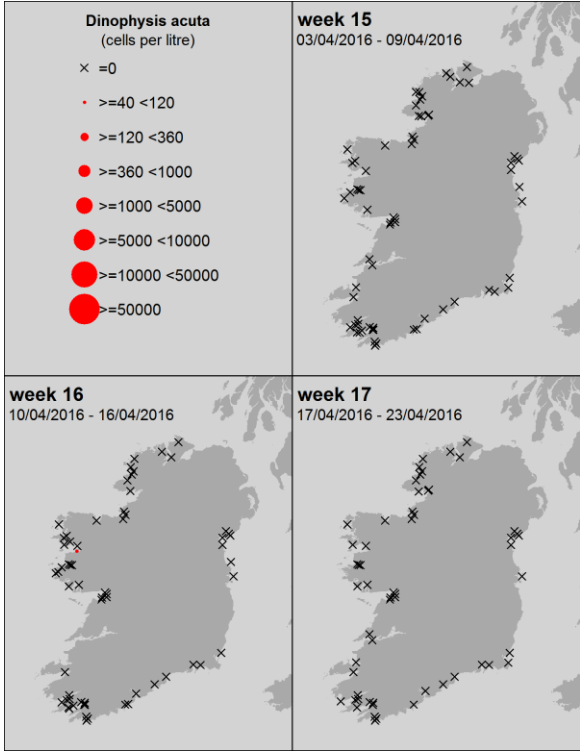 Dinophysis acuta
(cells per litre)
=0
>=40 <120
>=120 <360
>=360 <1000
>=1000 <5000
>=5000 <10000
>=10000 <50000
>=50000
week 15
03/04/2016 - 09/04/2016
week 16
10/04/2016 - 16/04/2016
week 17
17/04/2016 - 23/04/2016